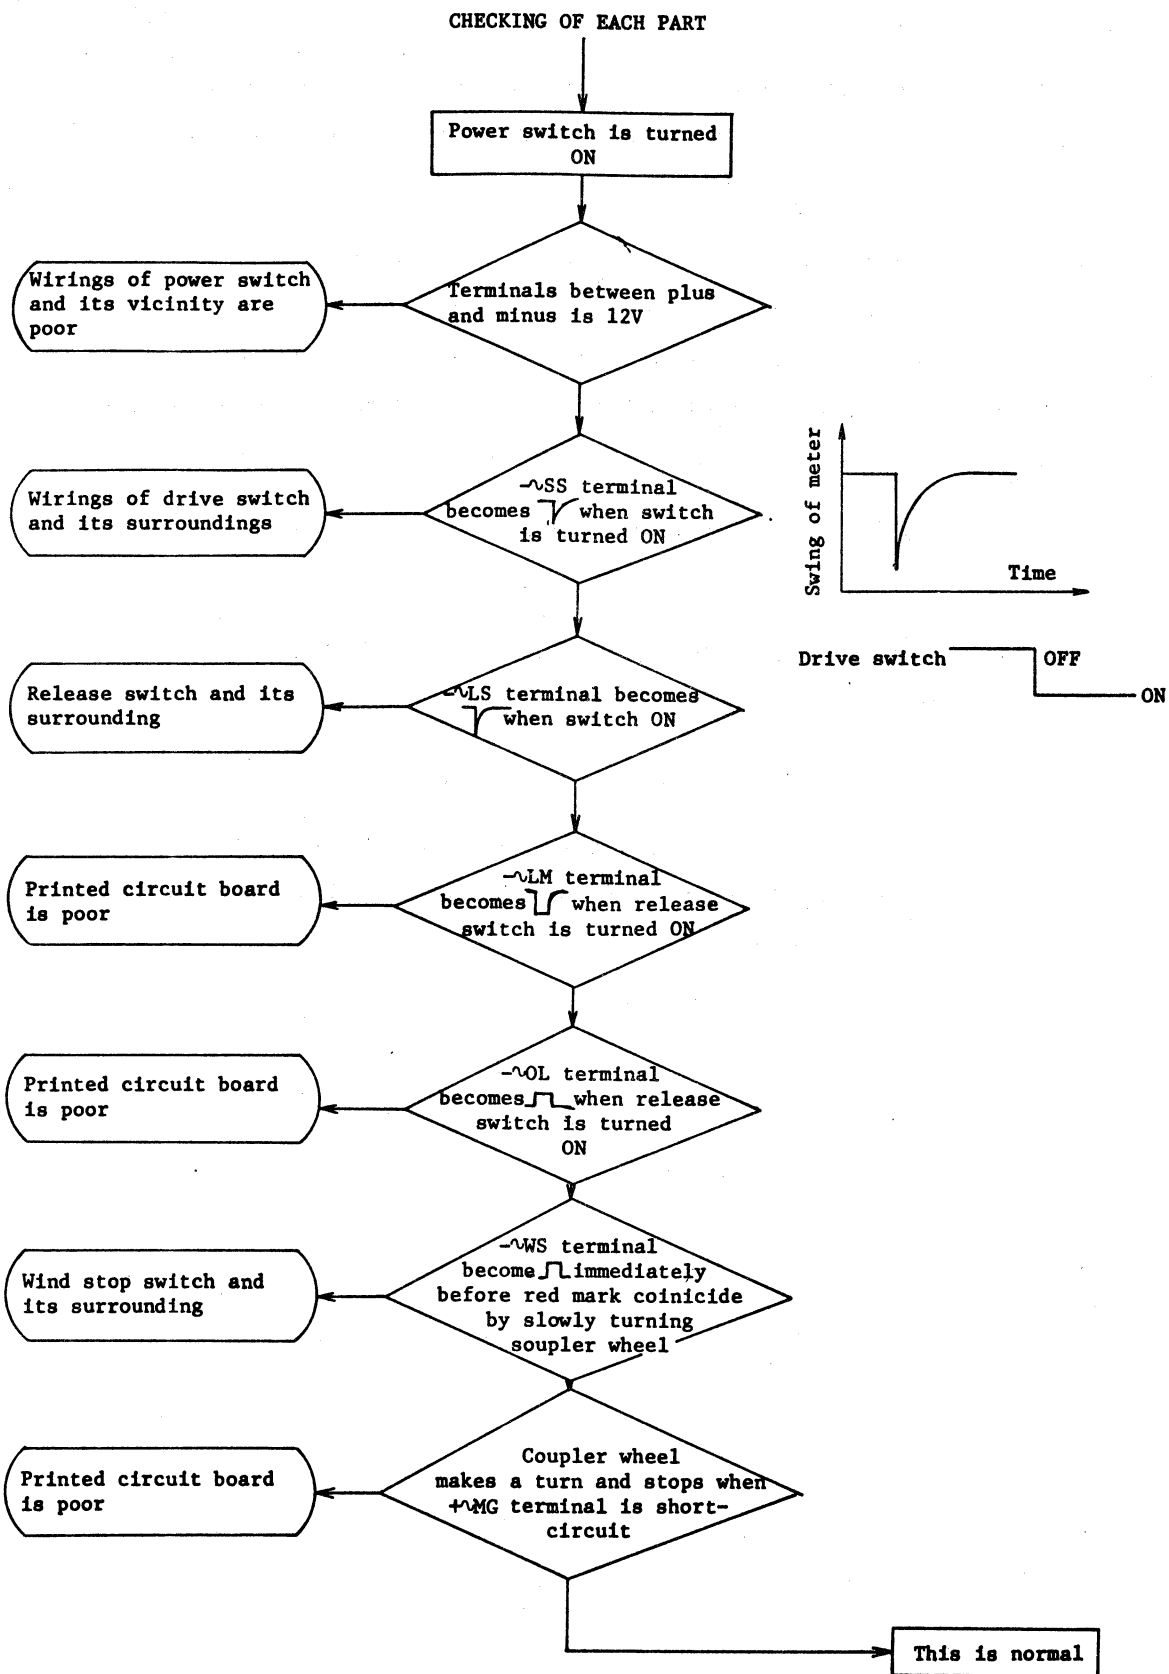 CHECKING OF EACH PART
Power switch is turned
ON
Terminals between plus
and minus is 12V
Wirings of power switch
and its vicinity are
poor
-~SS terminal
becomes when switch
is turned ON
Wirings of drive switch
and its surroundings
Swing of meter
Time
Drive switch
OFF
ON
-~LS terminal becomes
when switch ON
Release switch and its
surrounding
-~LM terminal
becomes when release
switch is turned ON
Printed circuit board
is poor
-~OL terminal
becomes when release
switch is turned
ON
Printed circuit board
is poor
-~WS terminal
become immediately
before red mark coinicide
by slowly turning
soupler wheel
Wind stop switch and
its surrounding
Coupler wheel
makes a turn and stops when
+~MG terminal is short-
circuit
Printed circuit board
is poor
This is normal